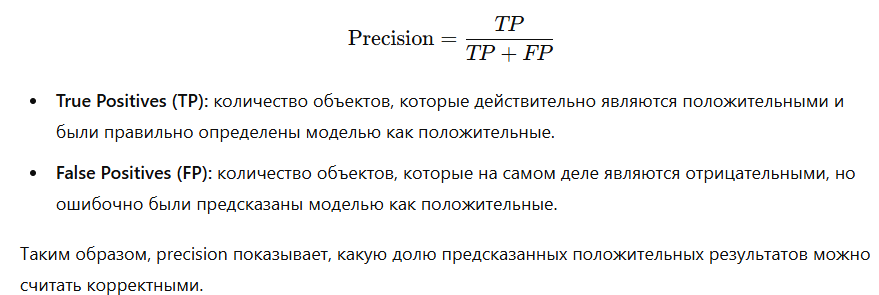 Precision = TP / TP + FP
• True Positives (TP): количество объектов, которые действительно являются положительными и
были правильно определены моделью как положительные.
• False Positives (FP): количество объектов, которые на самом деле являются отрицательными, но
ошибочно были предсказаны моделью как положительные.
Таким образом, precision показывает, какую долю предсказанных положительных результатов можно
считать корректными.